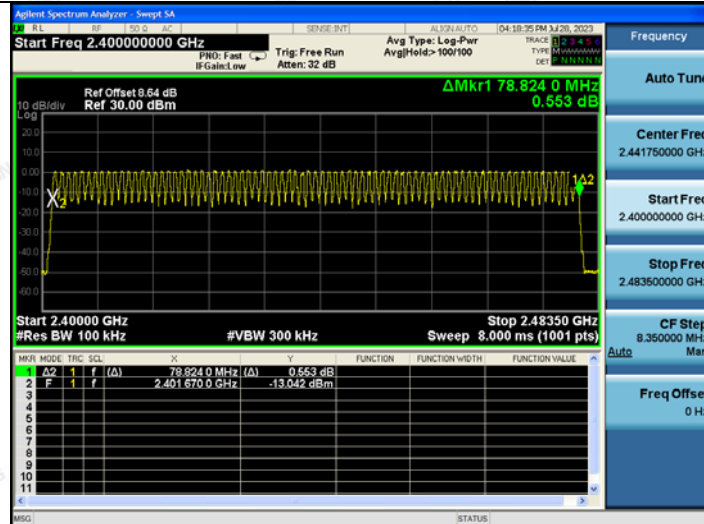 Agilent Spectrum Analyzer - Swept SA
RL RF 50 Ω AC SENSE:INT ALIGNAUTO 04:18:35 PM Jul 28, 2023
Start Freq 2.400000000 GHz
PNO: Fast
IFGain:Low
Trig: Free Run
Atten: 32 dB
Avg Type: Log-Pwr
Avg|Hold:>100/100
TRACE 1 2 3 4 5 6
TYPE M
DET P N N N N N
Ref Offset 8.64 dB
Ref 30.00 dBm
10 dB/div
Log
ΔMkr1 78.824 0 MHz
0.553 dB
20.0
10.0
0.00
-10.0
-20.0
-30.0
-40.0
-50.0
-60.0
2
1Δ2
Start 2.40000 GHz
Stop 2.48350 GHz
#Res BW 100 kHz
#VBW 300 kHz
Sweep 8.000 ms (1001 pts)
MKR MODE TRC SCL X Y FUNCTION FUNCTION WIDTH FUNCTION VALUE
1 Δ2 1 f (Δ) 78.824 0 MHz (Δ) 0.553 dB
2 F 1 f 2.401 670 0 GHz -13.042 dBm
3
4
5
6
7
8
9
10
11
MSG
STATUS
Frequency
Auto Tune
Center Freq
2.441750000 GHz
Start Freq
2.400000000 GHz
Stop Freq
2.483500000 GHz
CF Step
8.350000 MHz
Auto Man
Freq Offset
0 Hz